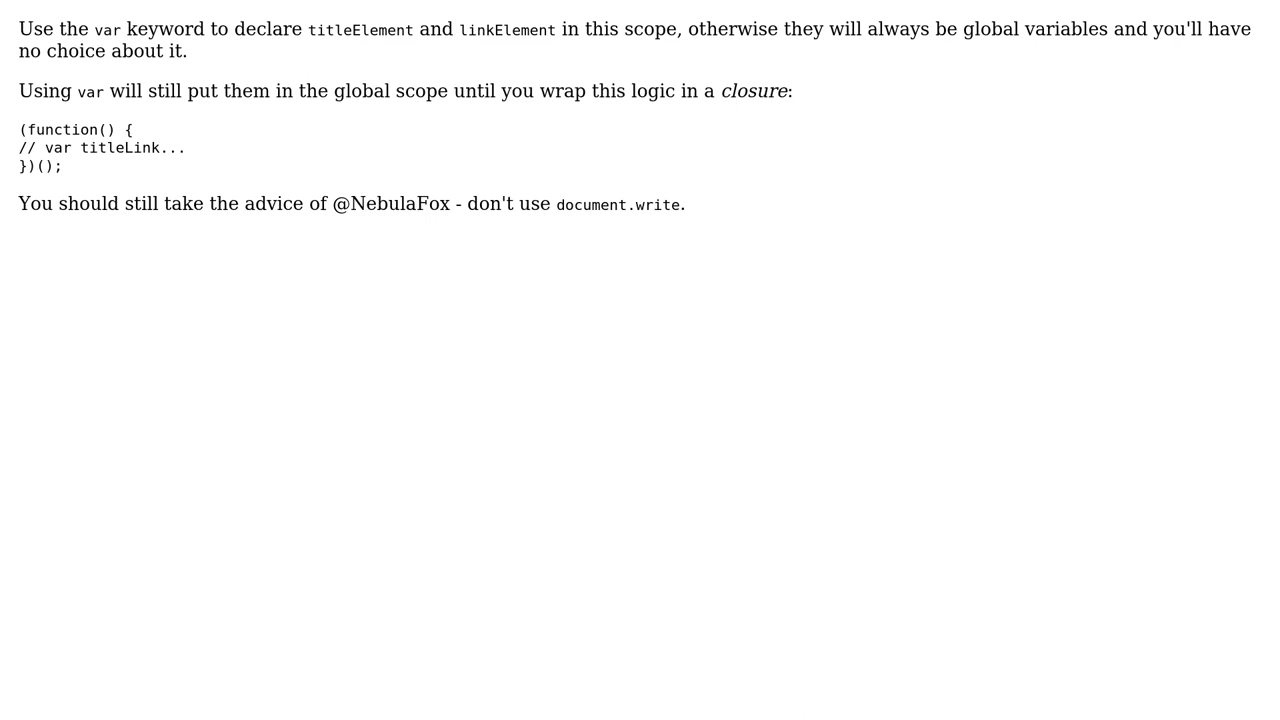 Use the var keyword to declare titleElement and linkElement in this scope, otherwise they will always be global variables and you'll have
no choice about it.
Using var will still put them in the global scope until you wrap this logic in a closure:
(function() {
// var titleLink...
})();
You should still take the advice of @NebulaFox - don't use document.write.